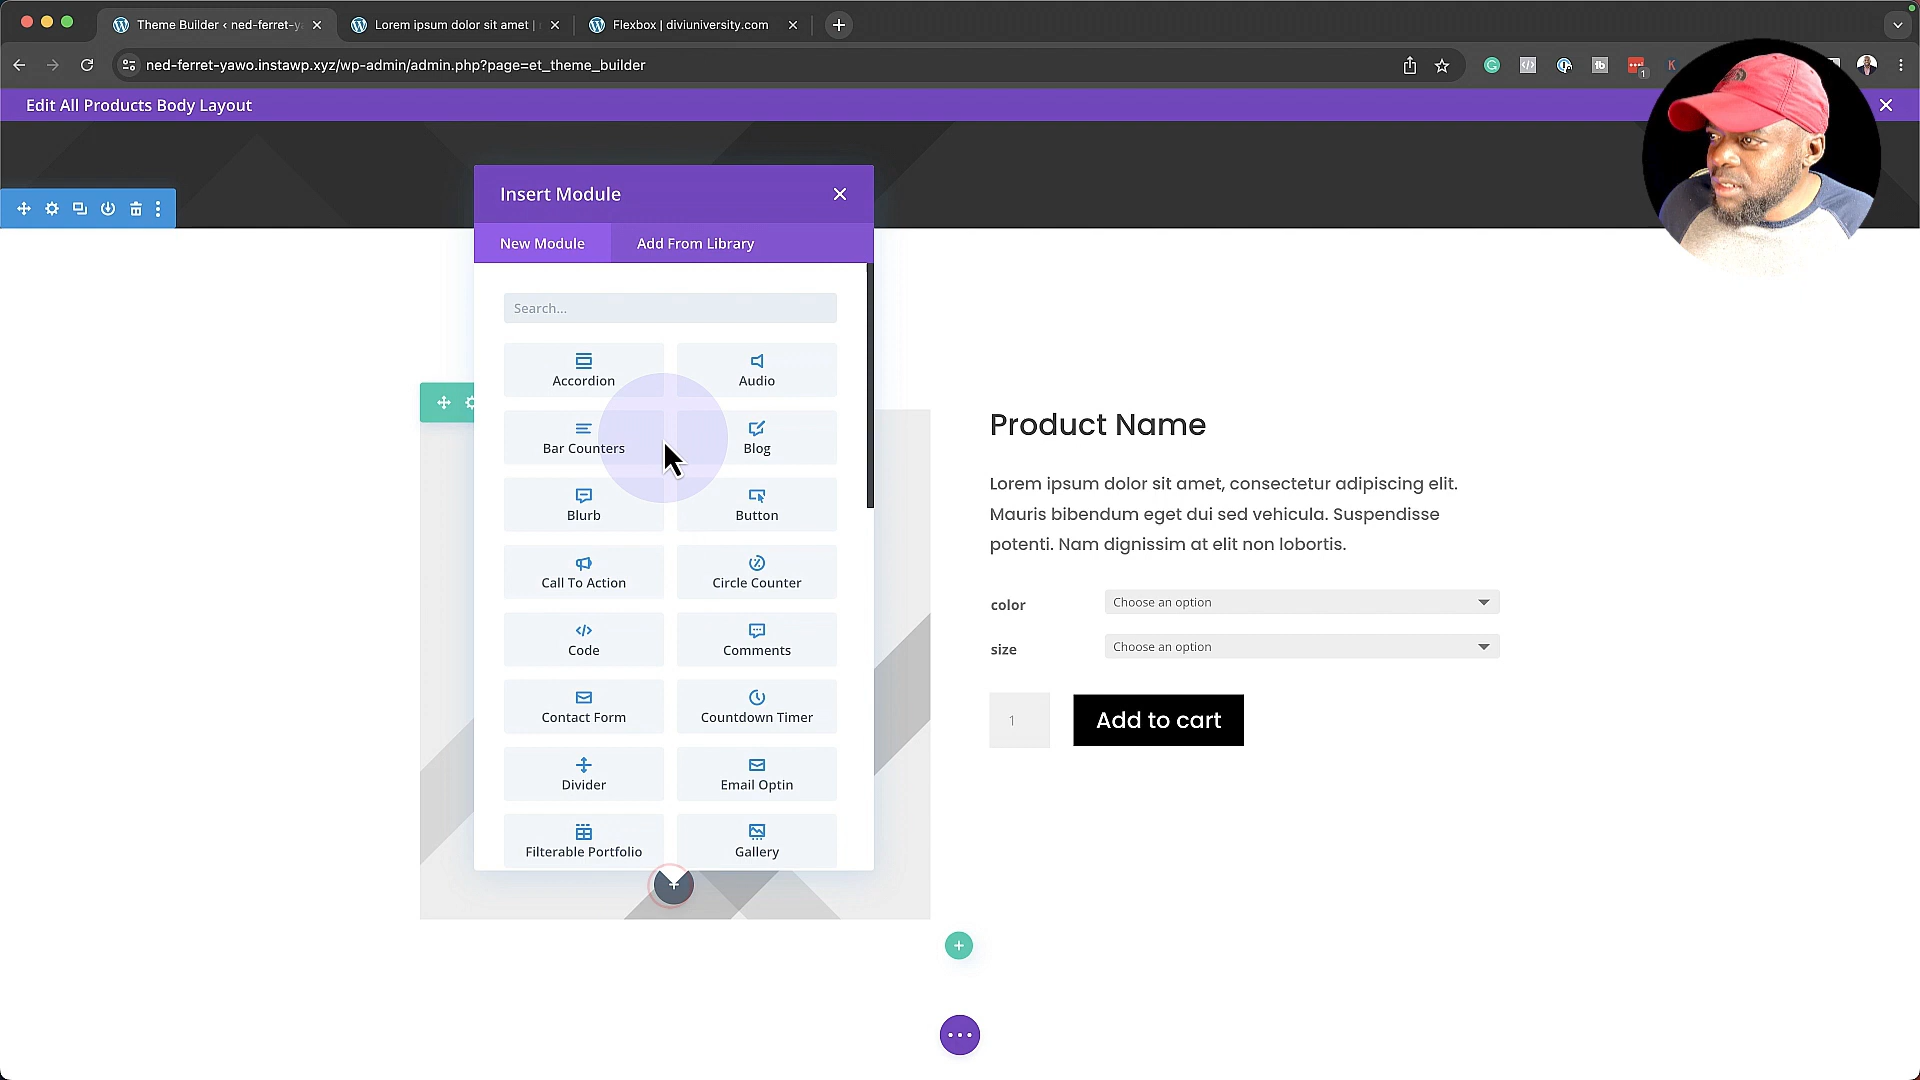 Theme Builder ‹ ned-ferret-ya
Lorem ipsum dolor sit amet |
Flexbox | diviuniversity.com
ned-ferret-yawo.instawp.xyz/wp-admin/admin.php?page=et_theme_builder
Edit All Products Body Layout
Insert Module
New Module
Add From Library
Search...
Accordion
Audio
Bar Counters
Blog
Blurb
Button
Call To Action
Circle Counter
Code
Comments
Contact Form
Countdown Timer
Divider
Email Optin
Filterable Portfolio
Gallery
Product Name
Lorem ipsum dolor sit amet, consectetur adipiscing elit.
Mauris bibendum eget dui sed vehicula. Suspendisse
potenti. Nam dignissim at elit non lobortis.
color
Choose an option
size
Choose an option
1
Add to cart